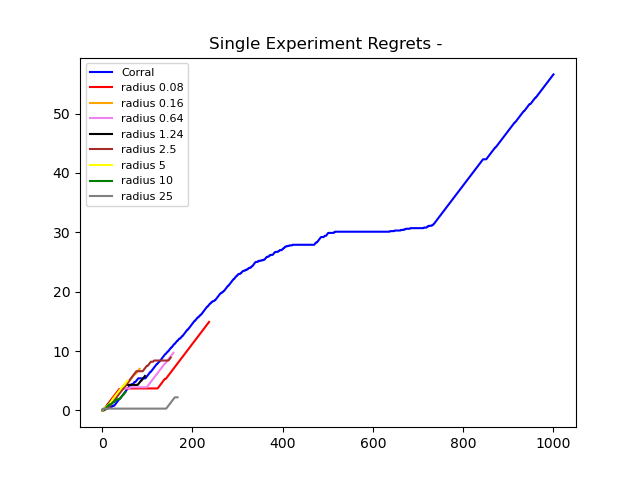 Single Experiment Regrets -
Corral
radius 0.08
radius 0.16
radius 0.64
radius 1.24
radius 2.5
radius 5
radius 10
radius 25
50
40
30
20
10
0
0 200 400 600 800 1000